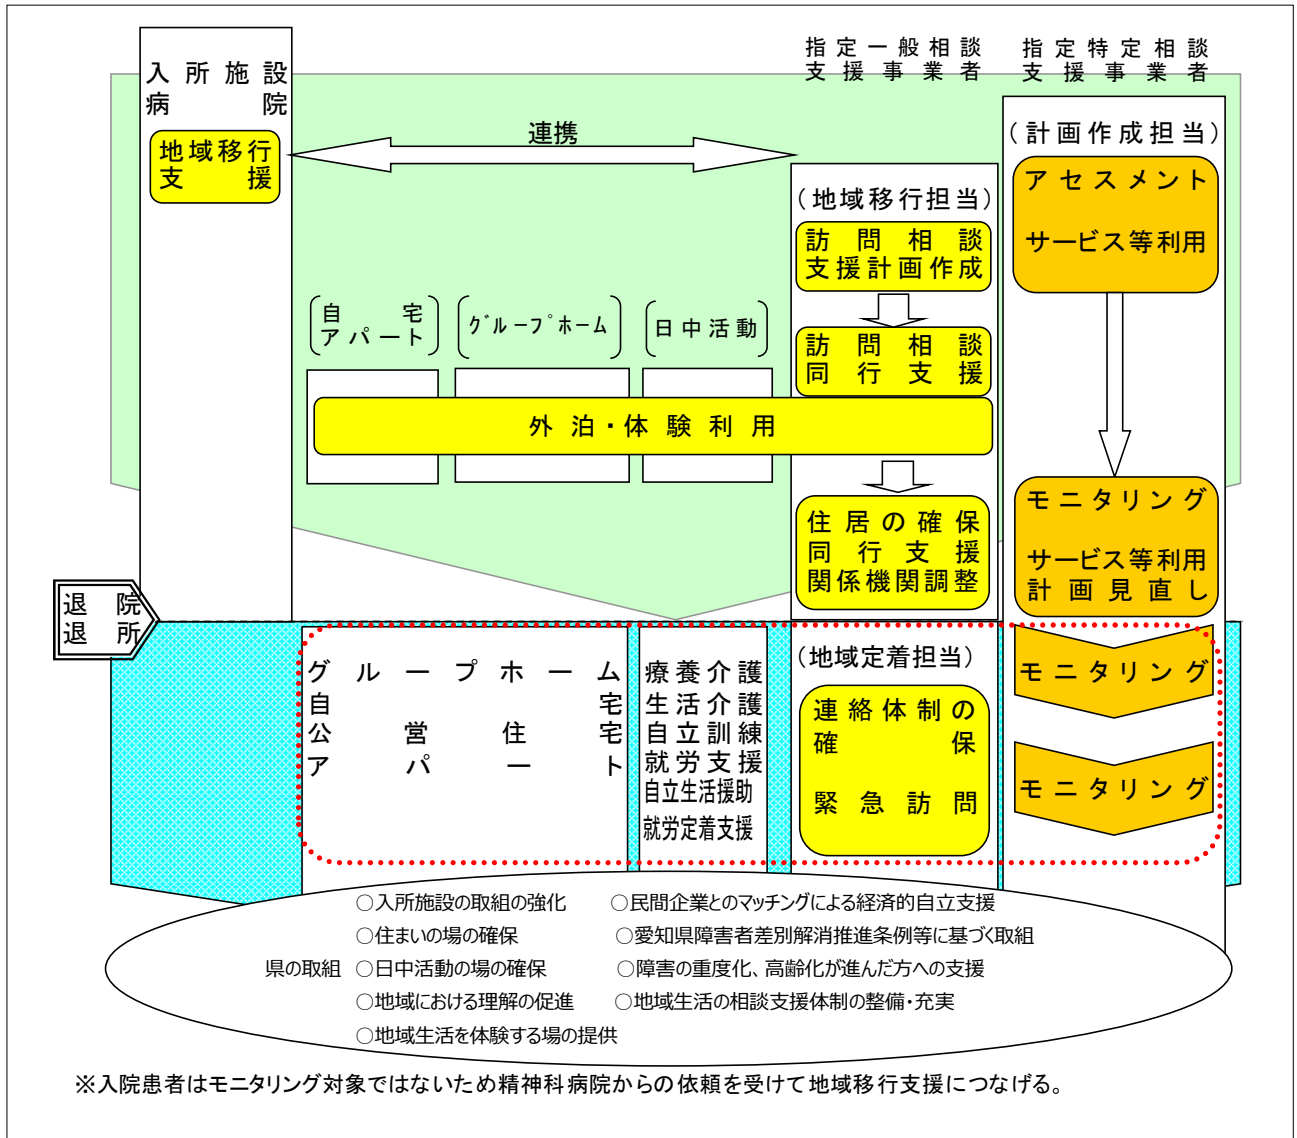 入所施設
病院
地域移行
支援
連携
指定一般相談
支援事業者
指定特定相談
支援事業者
(計画作成担当)
アセスメント
サービス等利用
(地域移行担当)
訪問相談
支援計画作成
自宅
アパート
グループホーム
日中活動
訪問相談
同行支援
外泊・体験利用
住居の確保
同行支援
関係機関調整
モニタリング
サービス等利用
計画見直し
退院
退所
グループホーム
自宅
公営住宅
アパート
療養介護
生活介護
自立訓練
就労支援
自立生活援助
就労定着支援
(地域定着担当)
連絡体制の
確保
緊急訪問
モニタリング
モニタリング
県の取組
○入所施設の取組の強化
○住まいの場の確保
○日中活動の場の確保
○地域における理解の促進
○地域生活を体験する場の提供
○民間企業とのマッチングによる経済的自立支援
○愛知県障害者差別解消推進条例等に基づく取組
○障害の重度化、高齢化が進んだ方への支援
○地域生活の相談支援体制の整備・充実
※入院患者はモニタリング対象ではないため精神科病院からの依頼を受けて地域移行支援につなげる。